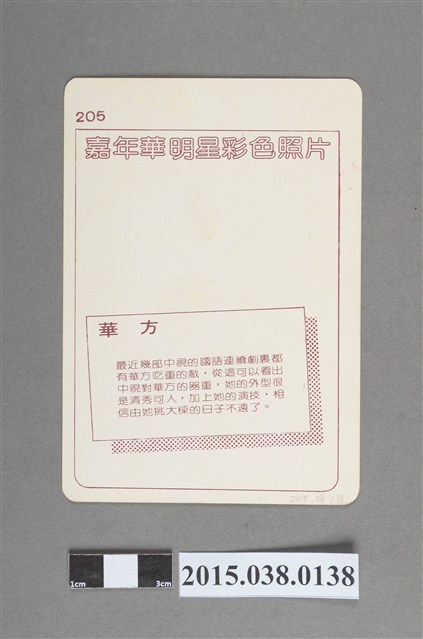 205
嘉年華明星彩色照片
華 方
最近幾部中視的國語連續劇裏都
有華方吃重的戲，從這可以看出
中視對華方的器重，她的外型很
是清秀可人，加上她的演技，相
信由她挑大樑的日子不遠了。
2015.38.138
1cm 3cm
2015.038.0138